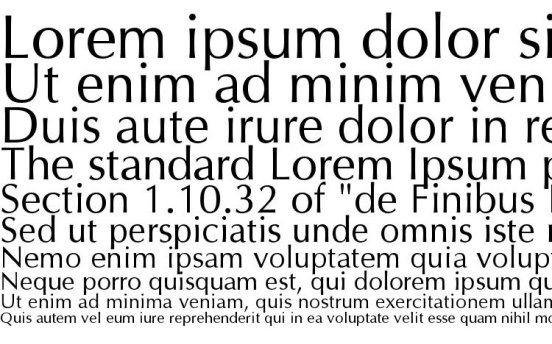 Lorem ipsum dolor si
Ut enim ad minim ven
Duis aute irure dolor in re
The standard Lorem Ipsum p
Section 1.10.32 of "de Finibus
Sed ut perspiciatis unde omnis iste
Nemo enim ipsam voluptatem quia volup
Neque porro quisquam est, qui dolorem ipsum qu
Ut enim ad minima veniam, quis nostrum exercitationem ullam
Quis autem vel eum iure reprehenderit qui in ea voluptate velit esse quam nihil mo